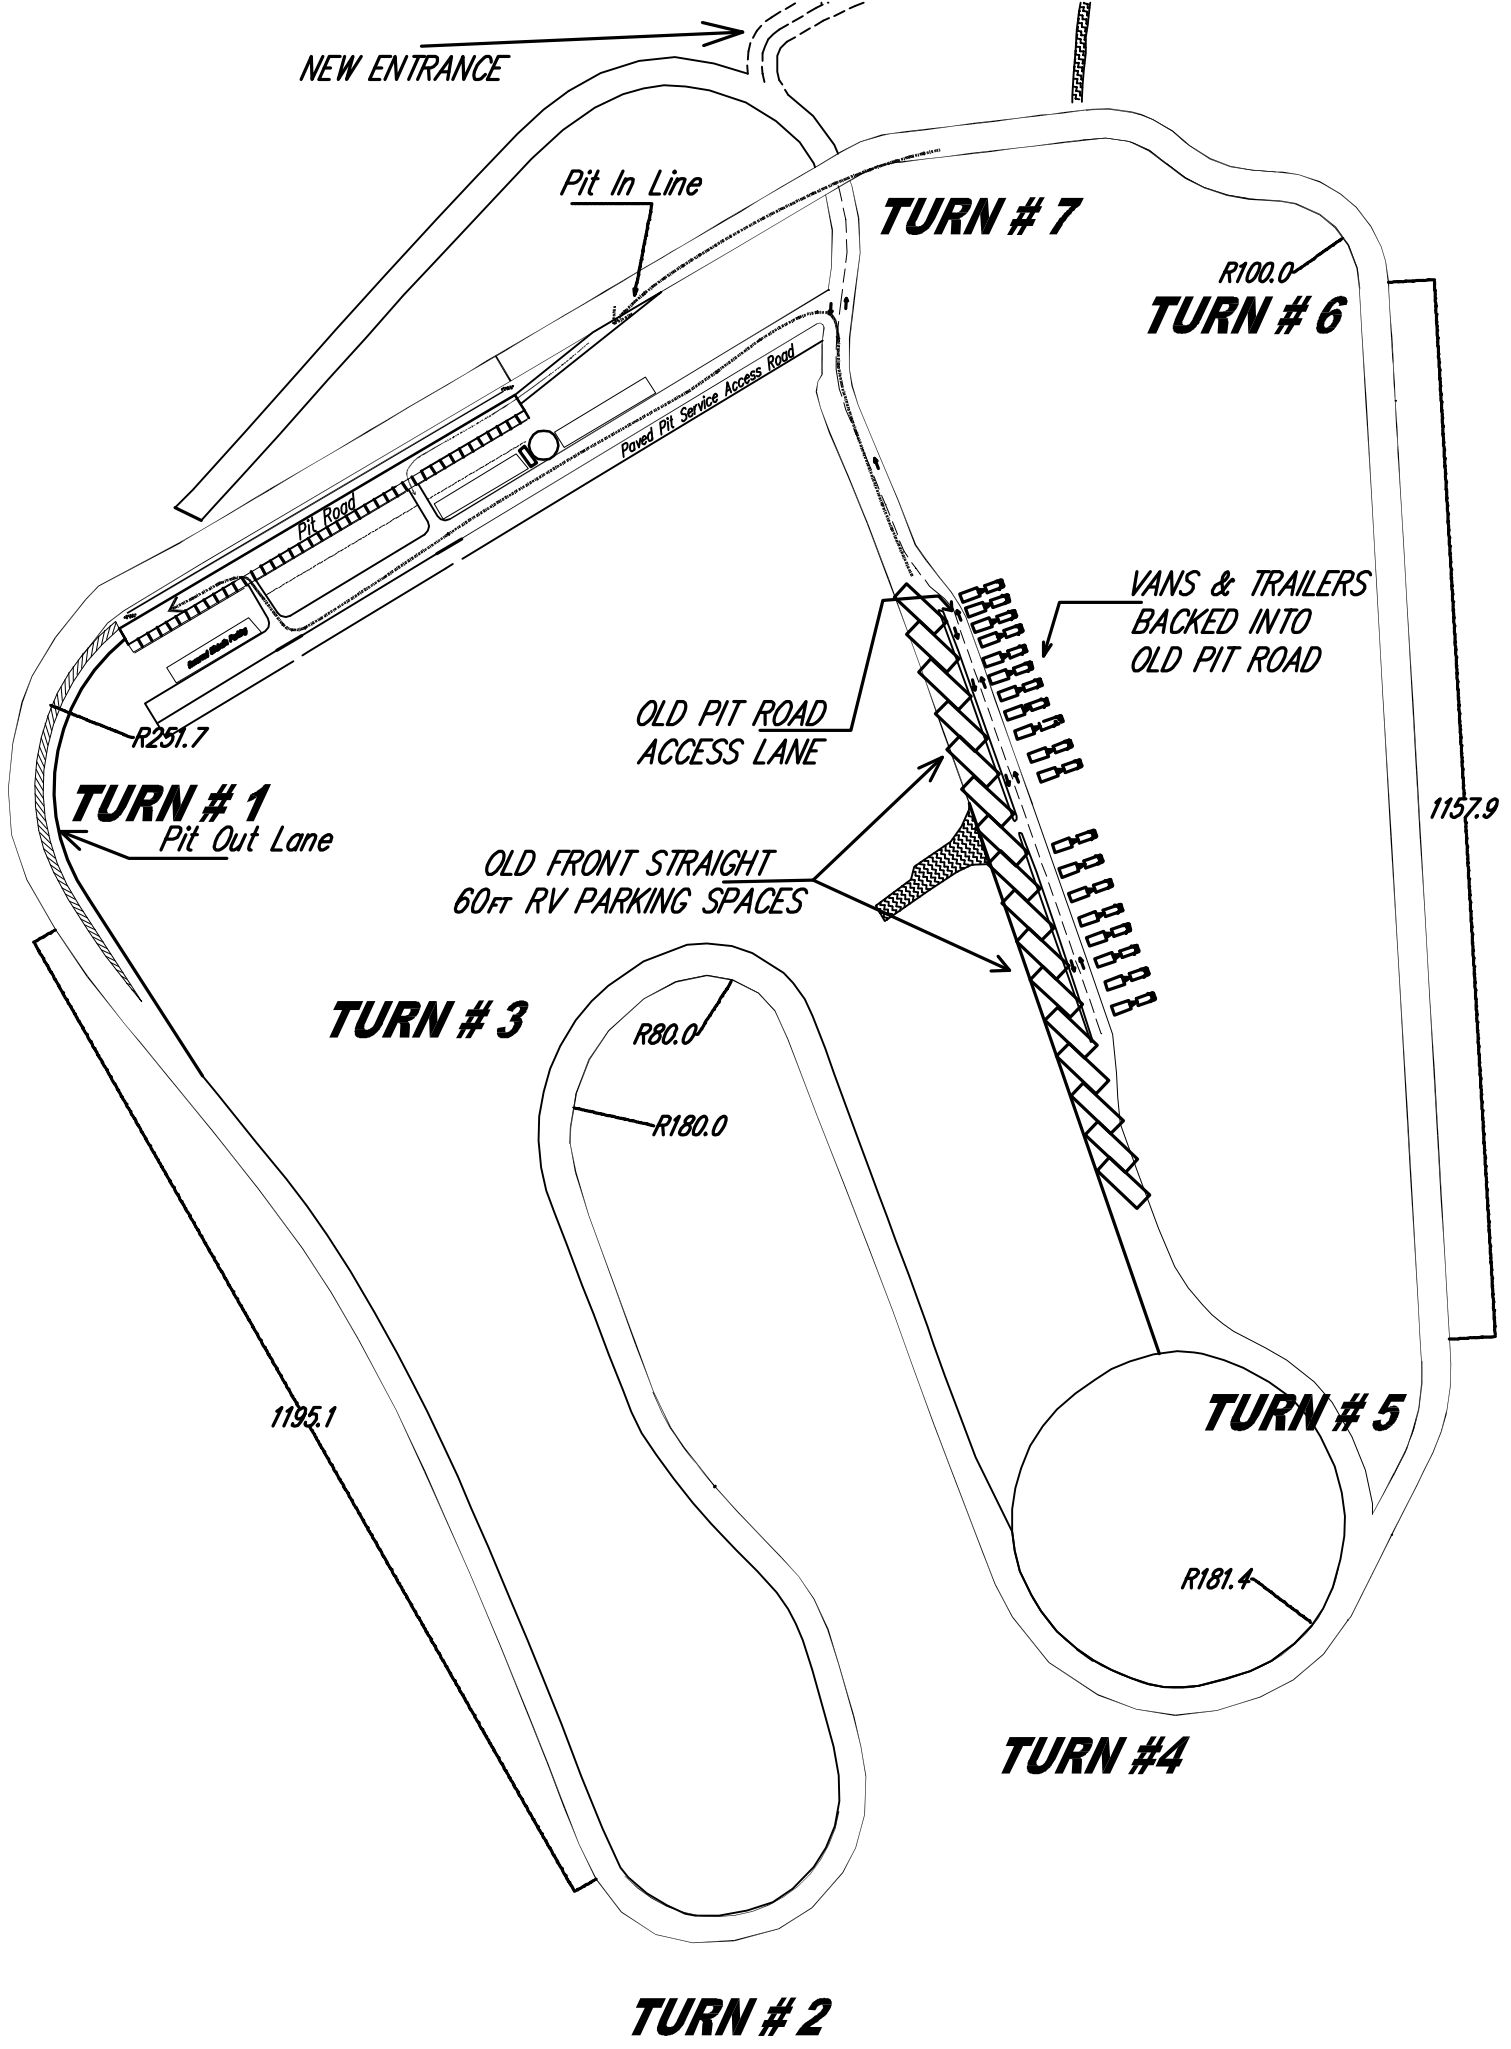 NEW ENTRANCE
Pit In Line
TURN # 7
R100.0
TURN # 6
Paved Pit Service Access Road
Pit Road
VANS & TRAILERS
BACKED INTO
OLD PIT ROAD
OLD PIT ROAD
ACCESS LANE
R251.7
TURN # 1
Pit Out Lane
1157.9
OLD FRONT STRAIGHT
60FT RV PARKING SPACES
TURN # 3
R80.0
R180.0
TURN # 5
1195.1
R181.4
TURN #4
TURN # 2